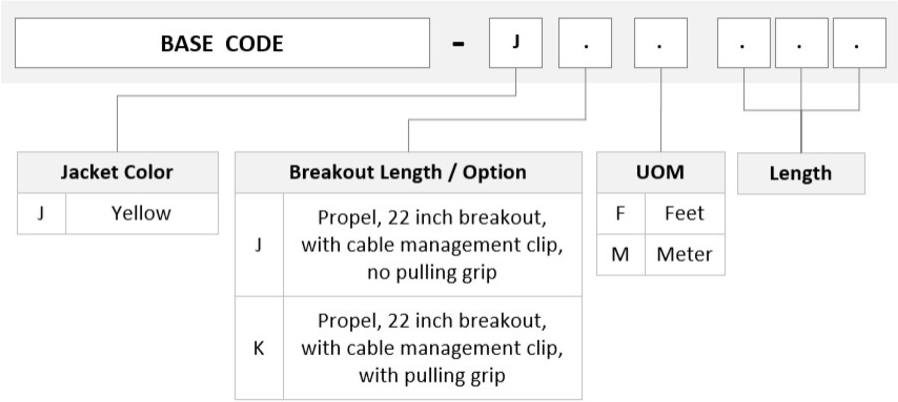 BASE CODE - J . . . . .
Jacket Color
J Yellow
Breakout Length / Option
J Propel, 22 inch breakout,
with cable management clip,
no pulling grip
K Propel, 22 inch breakout,
with cable management clip,
with pulling grip
UOM
F Feet
M Meter
Length